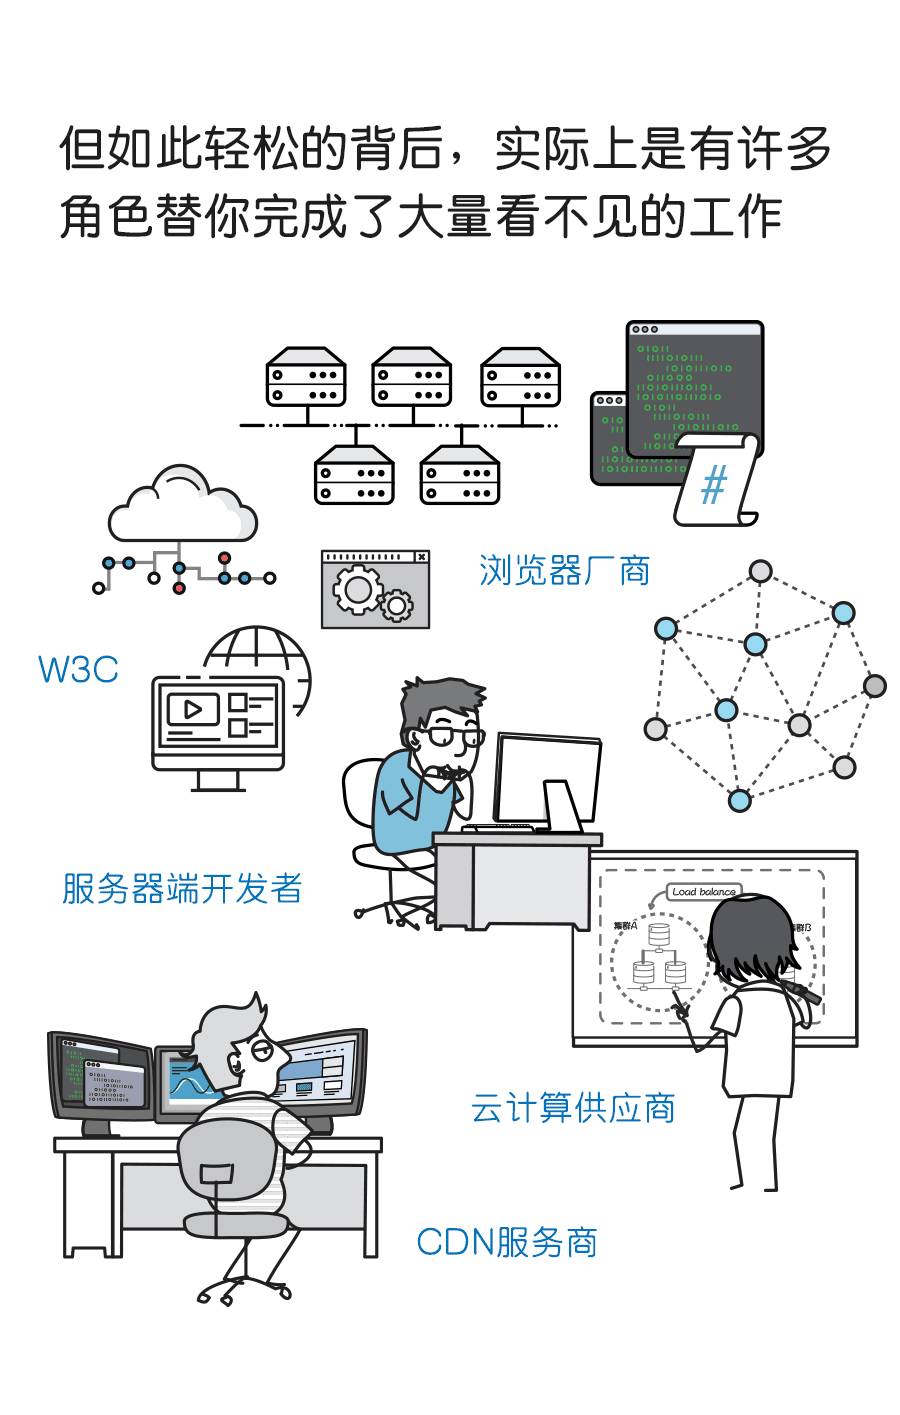 但如此轻松的背后，实际上是有许多
角色替你完成了大量看不见的工作
#
浏览器厂商
W3C
服务器端开发者
Load balance
集群A
集群B
云计算供应商
CDN服务商